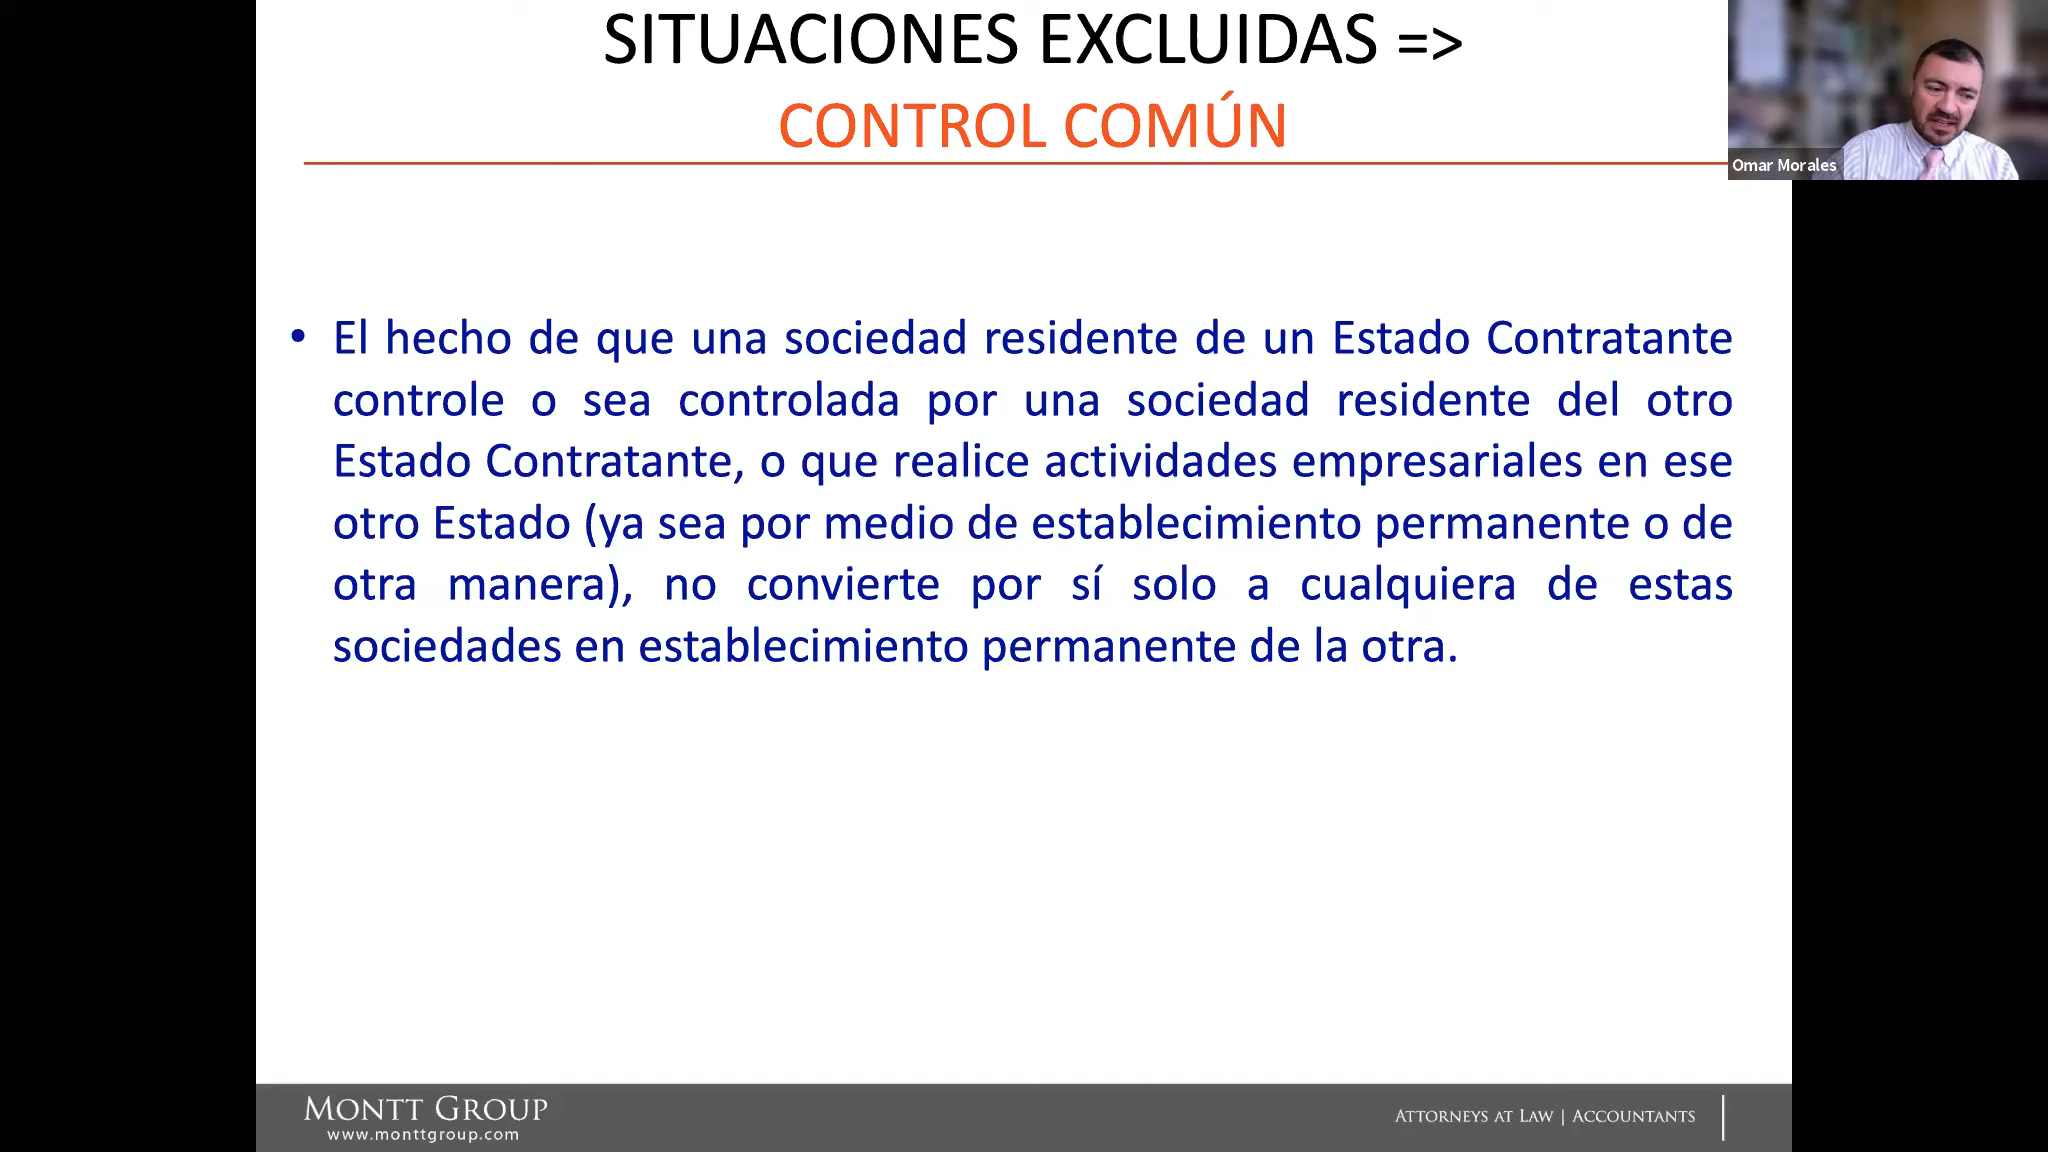 SITUACIONES EXCLUIDAS =>
CONTROL COMÚN
Omar Morales
• El hecho de que una sociedad residente de un Estado Contratante
controle o sea controlada por una sociedad residente del otro
Estado Contratante, o que realice actividades empresariales en ese
otro Estado (ya sea por medio de establecimiento permanente o de
otra manera), no convierte por sí solo a cualquiera de estas
sociedades en establecimiento permanente de la otra.
MONTT GROUP
www.monttgroup.com
ATTORNEYS AT LAW | ACCOUNTANTS